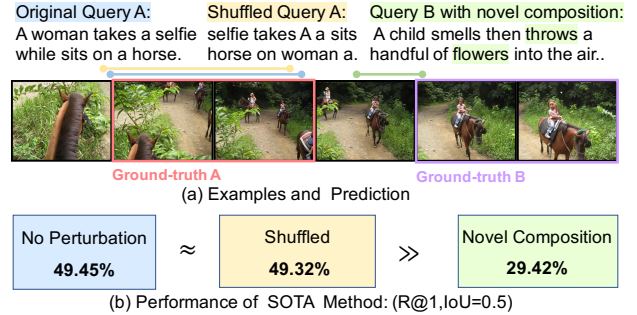 Original Query A:
A woman takes a selfie
while sits on a horse.
Shuffled Query A:
selfie takes A a sits
horse on woman a.
Query B with novel composition:
A child smells then throws a
handful of flowers into the air..
Ground-truth A
Ground-truth B
(a) Examples and Prediction
No Perturbation
49.45%
≈
Shuffled
49.32%
≫
Novel Composition
29.42%
(b) Performance of SOTA Method: (R@1,IoU=0.5)